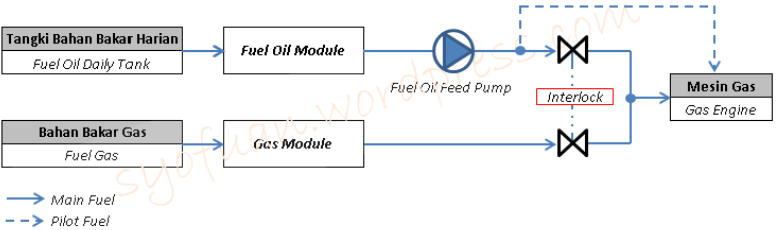 Tangki Bahan Bakar Harian
Fuel Oil Daily Tank
Fuel Oil Module
Fuel Oil Feed Pump
Interlock
Mesin Gas
Gas Engine
Bahan Bakar Gas
Fuel Gas
Gas Module
Main Fuel
Pilot Fuel
syofuan.wordpress.com